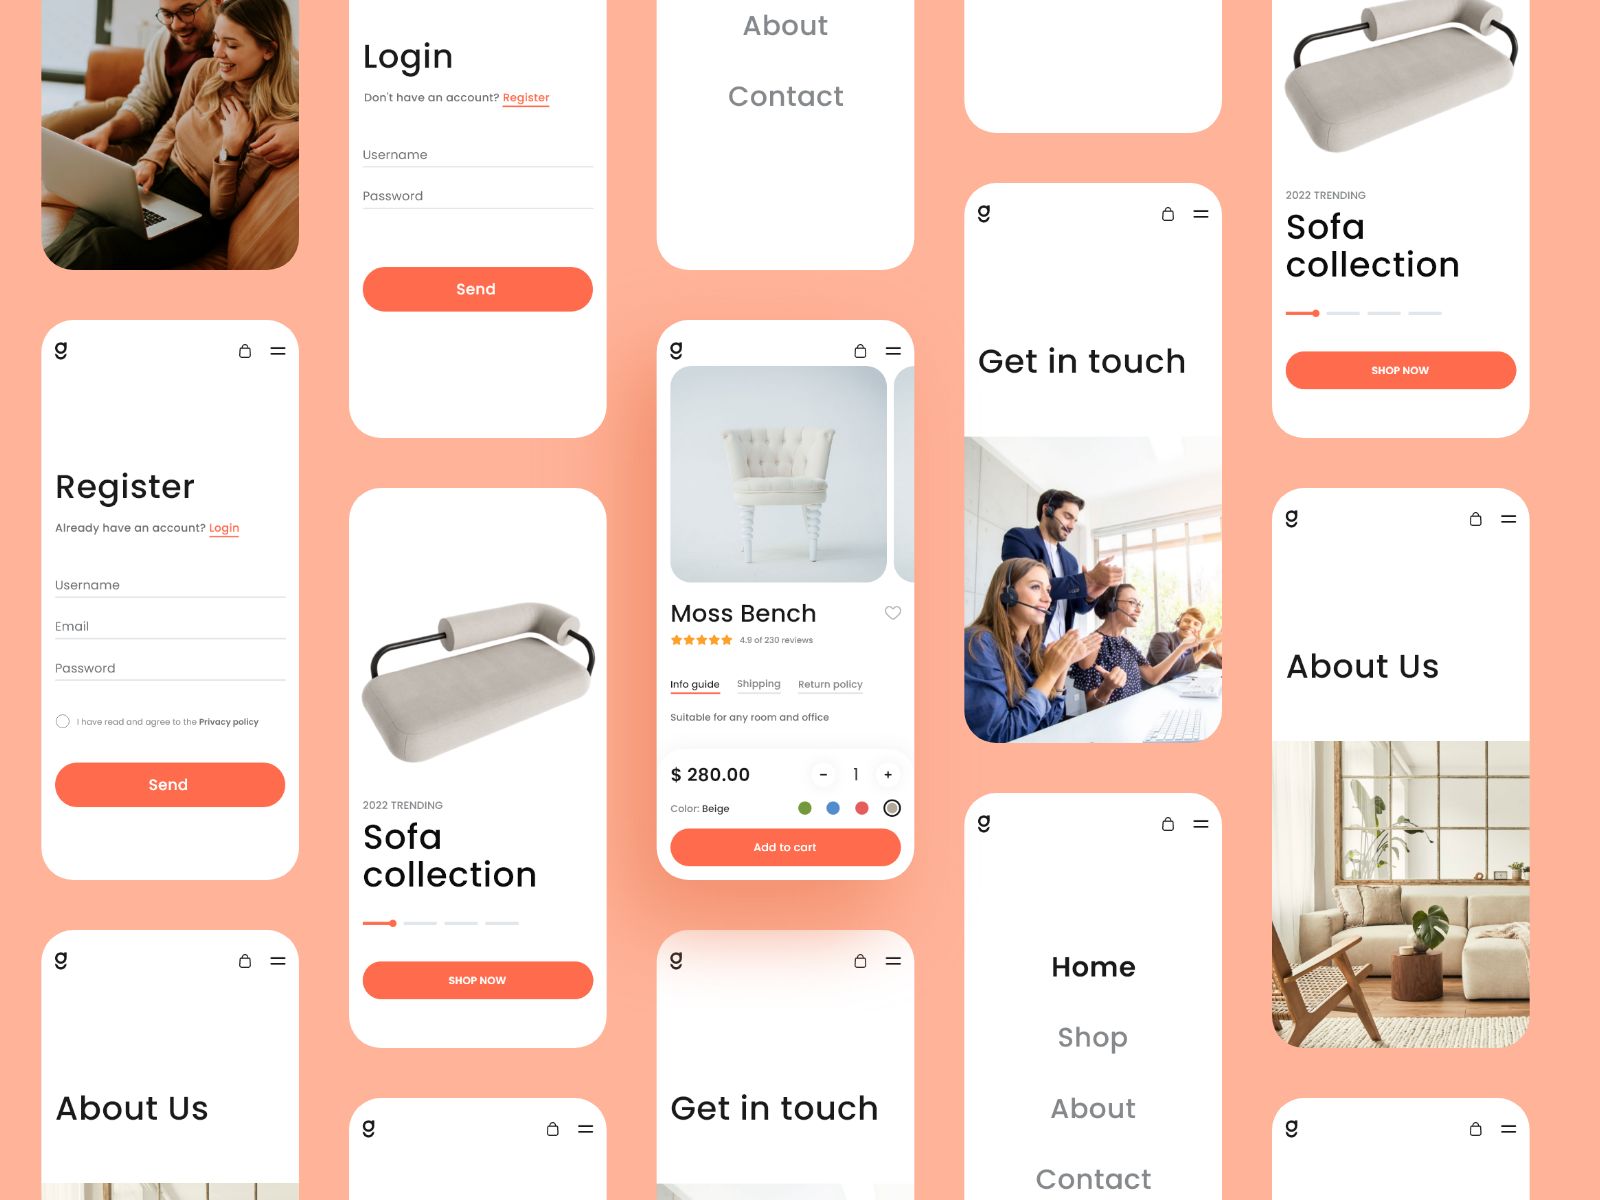 Login
Don't have an account? Register
Username
Password
Send
About
Contact
2022 TRENDING
Sofa
collection
SHOP NOW
g
Register
Already have an account? Login
Username
Email
Password
I have read and agree to the Privacy policy
Send
2022 TRENDING
Sofa
collection
SHOP NOW
g
Moss Bench
4.9 of 230 reviews
Info guide Shipping Return policy
Suitable for any room and office
$ 280.00 - 1 +
Color: Beige
Add to cart
g
Get in touch
g
Home
Shop
About
Contact
g
About Us
g
About Us
g
g
Get in touch
g